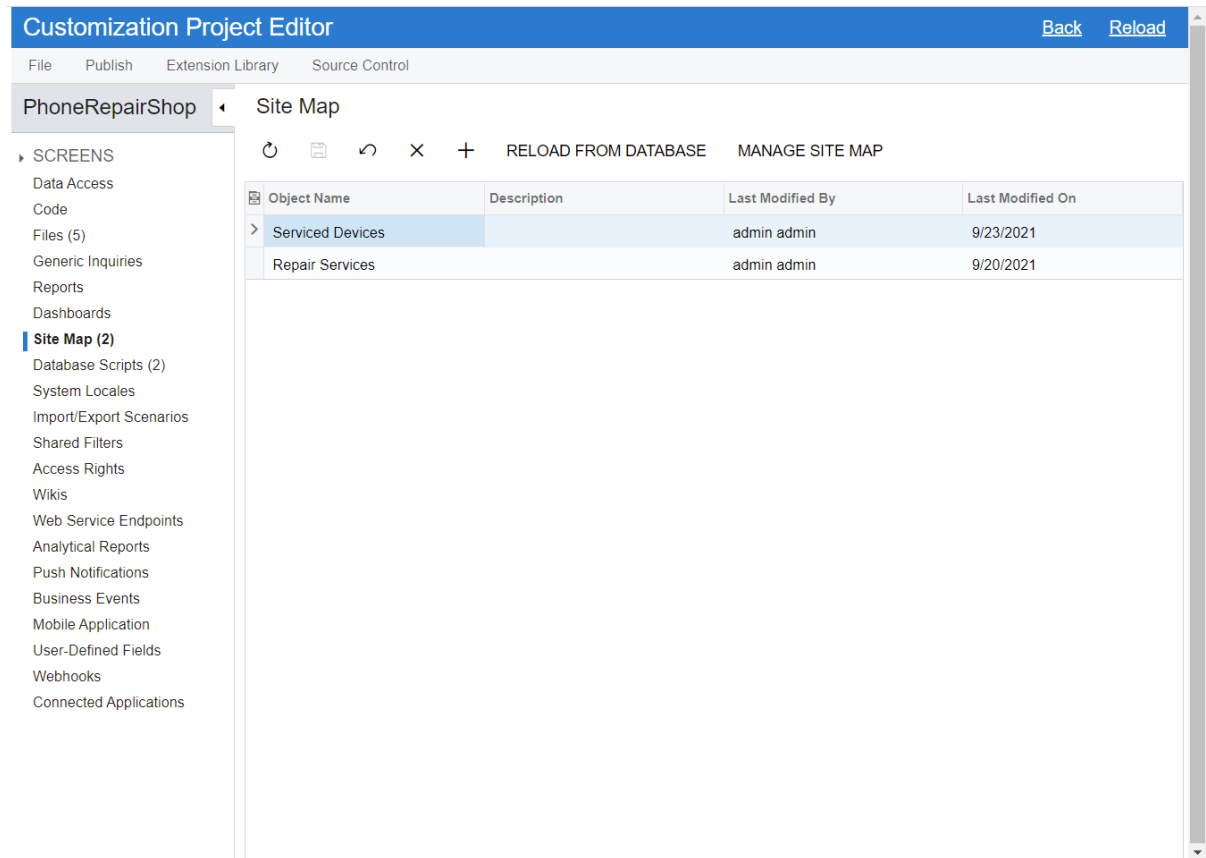 Customization Project Editor Back Reload
File Publish Extension Library Source Control
PhoneRepairShop
Site Map
RELOAD FROM DATABASE MANAGE SITE MAP
SCREENS
Data Access
Code
Files (5)
Generic Inquiries
Reports
Dashboards
Site Map (2)
Database Scripts (2)
System Locales
Import/Export Scenarios
Shared Filters
Access Rights
Wikis
Web Service Endpoints
Analytical Reports
Push Notifications
Business Events
Mobile Application
User-Defined Fields
Webhooks
Connected Applications
Object Name Description Last Modified By Last Modified On
Serviced Devices admin admin 9/23/2021
Repair Services admin admin 9/20/2021